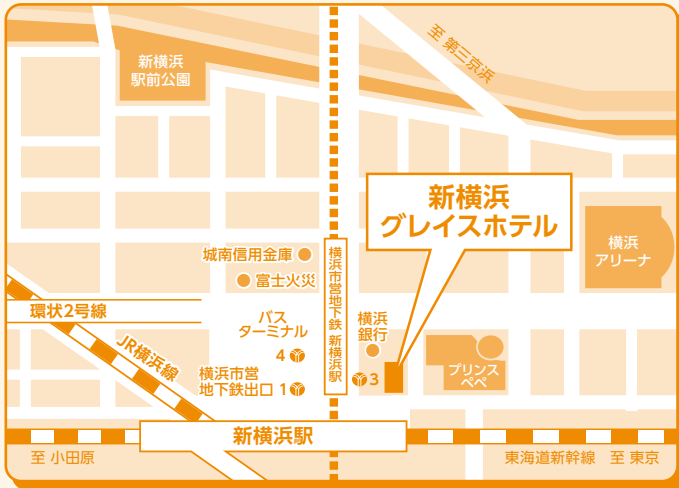 至 第三京浜
新横浜
駅前公園
新横浜
グレイスホテル
横浜
アリーナ
城南信用金庫
富士火災
横浜市営地下鉄 新横浜駅
環状2号線
バス
ターミナル
4
横浜
銀行
JR横浜線
横浜市営
地下鉄出口 1
3
プリンス
ペペ
新横浜駅
至 小田原
東海道新幹線 至 東京